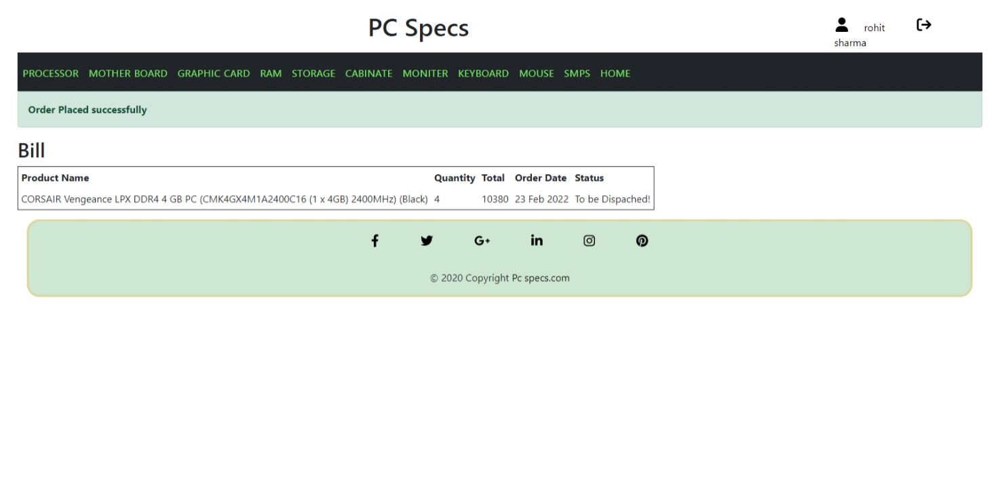 PC Specs
rohit
sharma
PROCESSOR MOTHER BOARD GRAPHIC CARD RAM STORAGE CABINATE MONITER KEYBOARD MOUSE SMPS HOME
Order Placed successfully
Bill
Product Name Quantity Total Order Date Status
CORSAIR Vengeance LPX DDR4 4 GB PC (CMK4GX4M1A2400C16 (1 x 4GB) 2400MHz) (Black) 4 10380 23 Feb 2022 To be Dispached!
© 2020 Copyright Pc specs.com